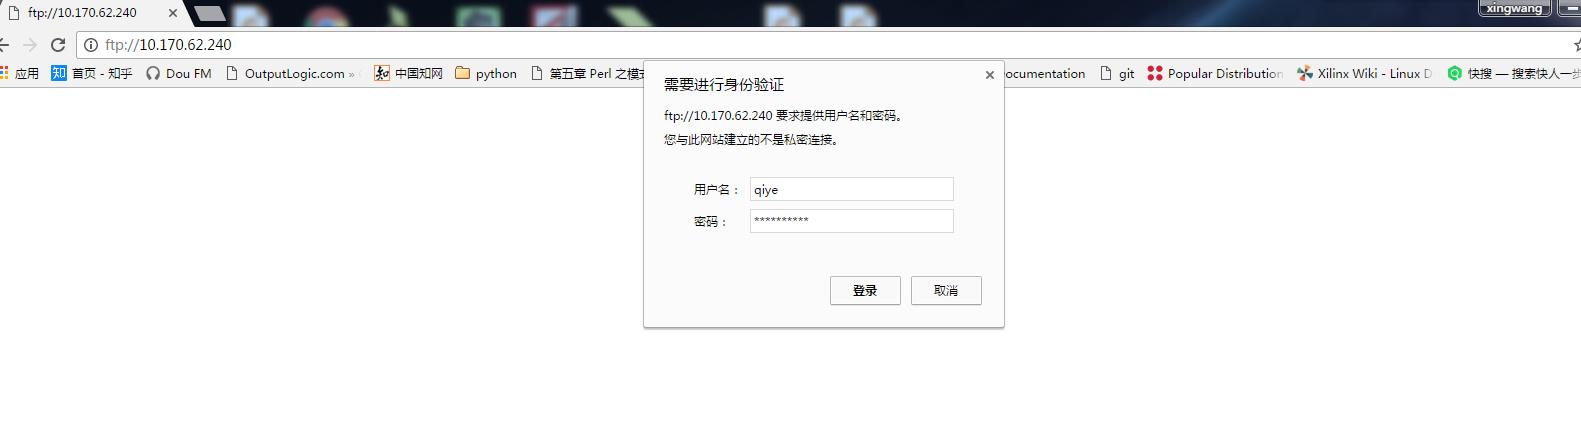 ftp://10.170.62.240
xingwang
ftp://10.170.62.240
应用 首页 - 知乎 Dou FM OutputLogic.com » 中国知网 python 第五章 Perl 之模 ocumentation git Popular Distribution Xilinx Wiki - Linux D 快搜 — 搜索快人一步
需要进行身份验证
ftp://10.170.62.240 要求提供用户名和密码。
您与此网站建立的不是私密连接。
用户名： qiye
密码： **********
登录 取消